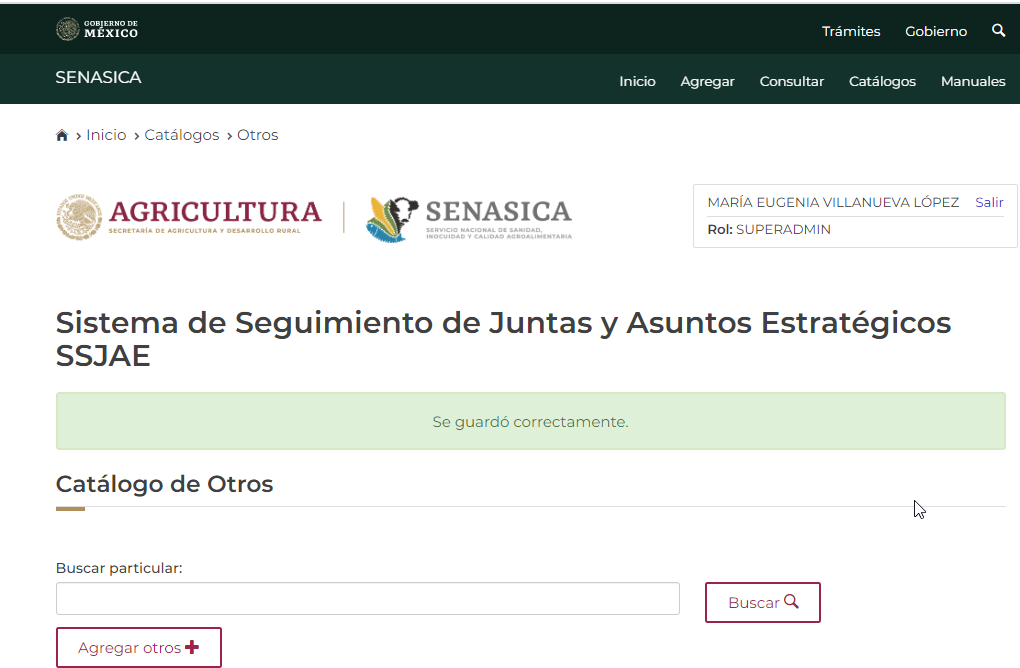 GOBIERNO DE
MÉXICO
Trámites Gobierno
SENASICA
Inicio Agregar Consultar Catálogos Manuales
Inicio › Catálogos › Otros
AGRICULTURA
SECRETARÍA DE AGRICULTURA Y DESARROLLO RURAL
SENASICA
SERVICIO NACIONAL DE SANIDAD,
INOCUIDAD Y CALIDAD AGROALIMENTARIA
MARÍA EUGENIA VILLANUEVA LÓPEZ Salir
Rol: SUPERADMIN
Sistema de Seguimiento de Juntas y Asuntos Estratégicos
SSJAE
Se guardó correctamente.
Catálogo de Otros
Buscar particular:
Buscar
Agregar otros